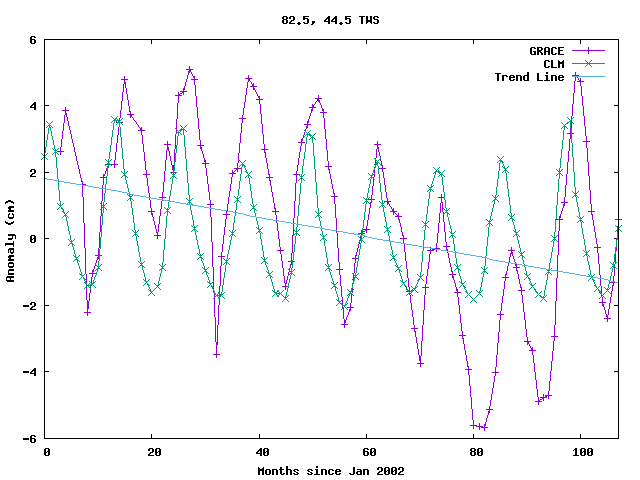 82.5, 44.5 TWS
GRACE
CLM
Trend Line
6
4
2
0
-2
-4
-6
Anomaly (cm)
0 20 40 60 80 100
Months since Jan 2002